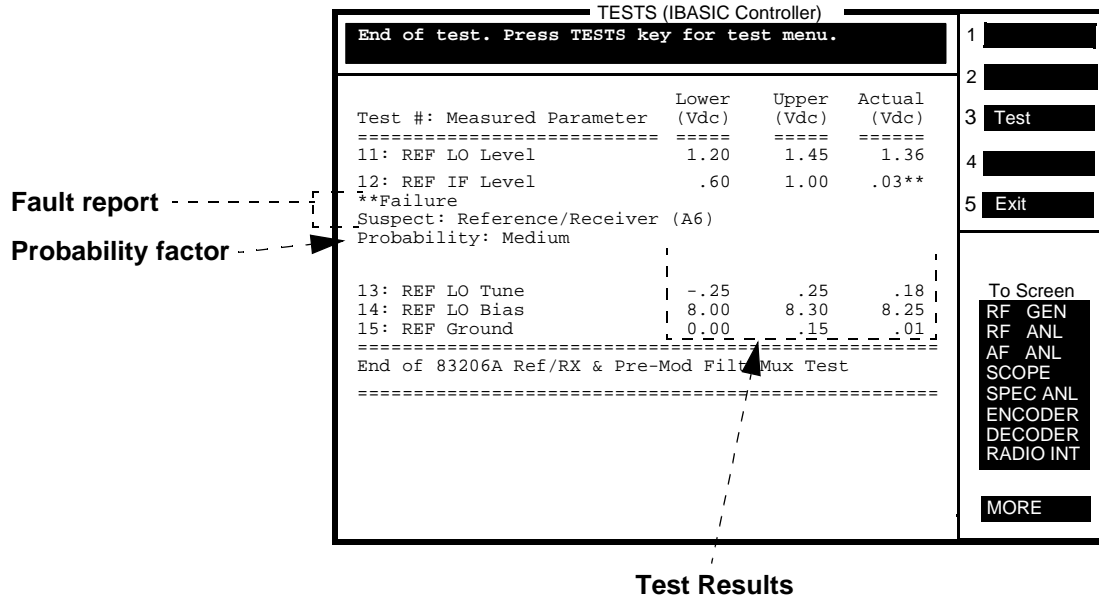 TESTS (IBASIC Controller)
End of test. Press TESTS key for test menu.
Lower Upper Actual
Test #: Measured Parameter (Vdc) (Vdc) (Vdc)
========================== ===== ===== ======
11: REF LO Level 1.20 1.45 1.36
12: REF IF Level .60 1.00 .03**
**Failure
Suspect: Reference/Receiver (A6)
Probability: Medium
13: REF LO Tune -.25 .25 .18
14: REF LO Bias 8.00 8.30 8.25
15: REF Ground 0.00 .15 .01
==================================================
End of 83206A Ref/RX & Pre-Mod Filt Mux Test
==================================================
1
2
3 Test
4
5 Exit
To Screen
RF GEN
RF ANL
AF ANL
SCOPE
SPEC ANL
ENCODER
DECODER
RADIO INT
MORE
Fault report
Probability factor
Test Results